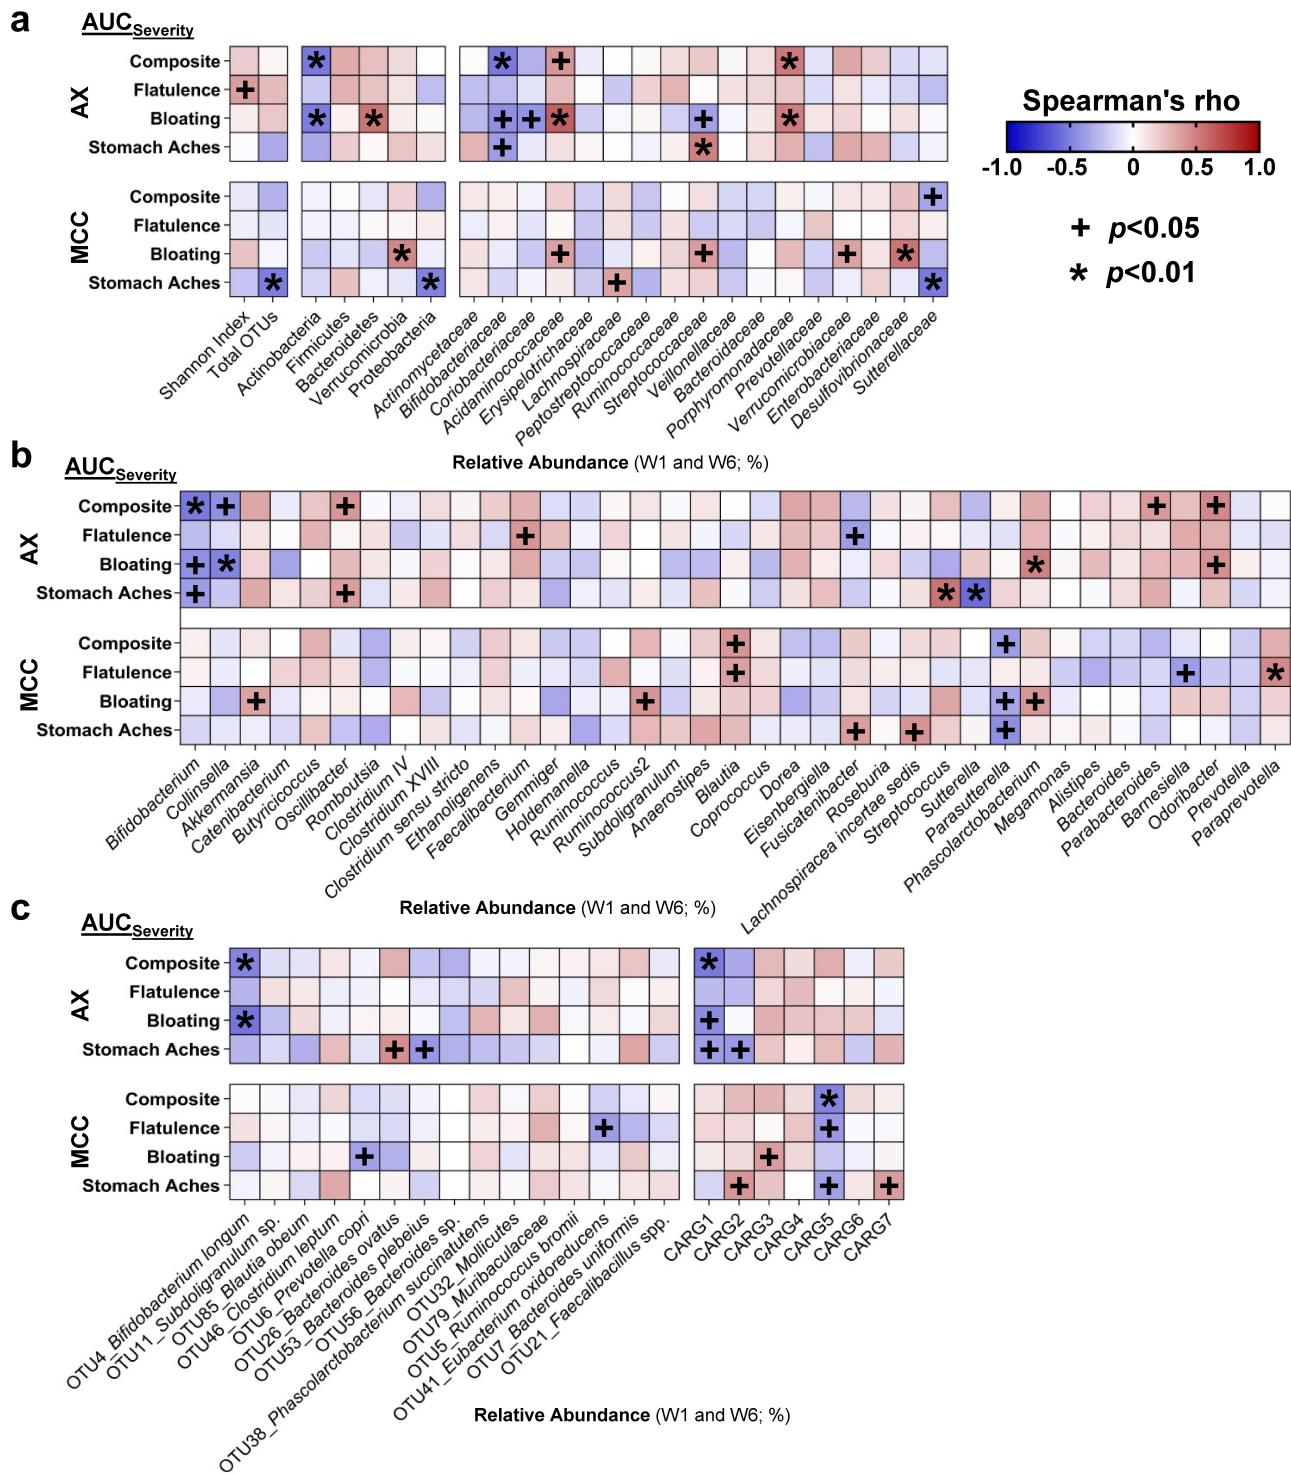 a
AUCSeverity
AX
Composite
Flatulence
Bloating
Stomach Aches
MCC
Composite
Flatulence
Bloating
Stomach Aches
Shannon Index
Total OTUs
Actinobacteria
Firmicutes
Bacteroidetes
Verrucomicrobia
Proteobacteria
Actinomycetaceae
Bifidobacteriaceae
Coriobacteriaceae
Acidaminococcaceae
Erysipelotrichaceae
Lachnospiraceae
Peptostreptococcaceae
Ruminococcaceae
Streptococcaceae
Veillonellaceae
Bacteroidaceae
Porphyromonadaceae
Prevotellaceae
Verrucomicrobiaceae
Enterobacteriaceae
Desulfovibrionaceae
Sutterellaceae
Relative Abundance (W1 and W6; %)
Spearman's rho
-1.0 -0.5 0 0.5 1.0
+ p<0.05
* p<0.01
b
AUCSeverity
AX
Composite
Flatulence
Bloating
Stomach Aches
MCC
Composite
Flatulence
Bloating
Stomach Aches
Bifidobacterium
Collinsella
Akkermansia
Catenibacterium
Butyricicoccus
Oscillibacter
Romboutsia
Clostridium IV
Clostridium XVIII
Clostridium sensu stricto
Ethanoligenens
Faecalibacterium
Gemmiger
Holdemanella
Ruminococcus
Ruminococcus2
Subdoligranulum
Anaerostipes
Blautia
Coprococcus
Dorea
Eisenbergiella
Fusicatenibacter
Roseburia
Lachnospiracea incertae sedis
Streptococcus
Sutterella
Parasutterella
Phascolarctobacterium
Megamonas
Alistipes
Bacteroides
Parabacteroides
Barnesiella
Odoribacter
Prevotella
Paraprevotella
Relative Abundance (W1 and W6; %)
c
AUCSeverity
AX
Composite
Flatulence
Bloating
Stomach Aches
MCC
Composite
Flatulence
Bloating
Stomach Aches
OTU4_Bifidobacterium longum
OTU11_Subdoligranulum sp.
OTU85_Blautia obeum
OTU46_Clostridium leptum
OTU6_Prevotella copri
OTU26_Bacteroides ovatus
OTU53_Bacteroides plebeius
OTU56_Bacteroides sp.
OTU38_Phascolarctobacterium succinatutens
OTU32_Mollicutes
OTU79_Muribaculaceae
OTU5_Ruminococcus bromii
OTU41_Eubacterium oxidoreducens
OTU7_Bacteroides uniformis
OTU21_Faecalibacillus spp.
CARG1
CARG2
CARG3
CARG4
CARG5
CARG6
CARG7
Relative Abundance (W1 and W6; %)